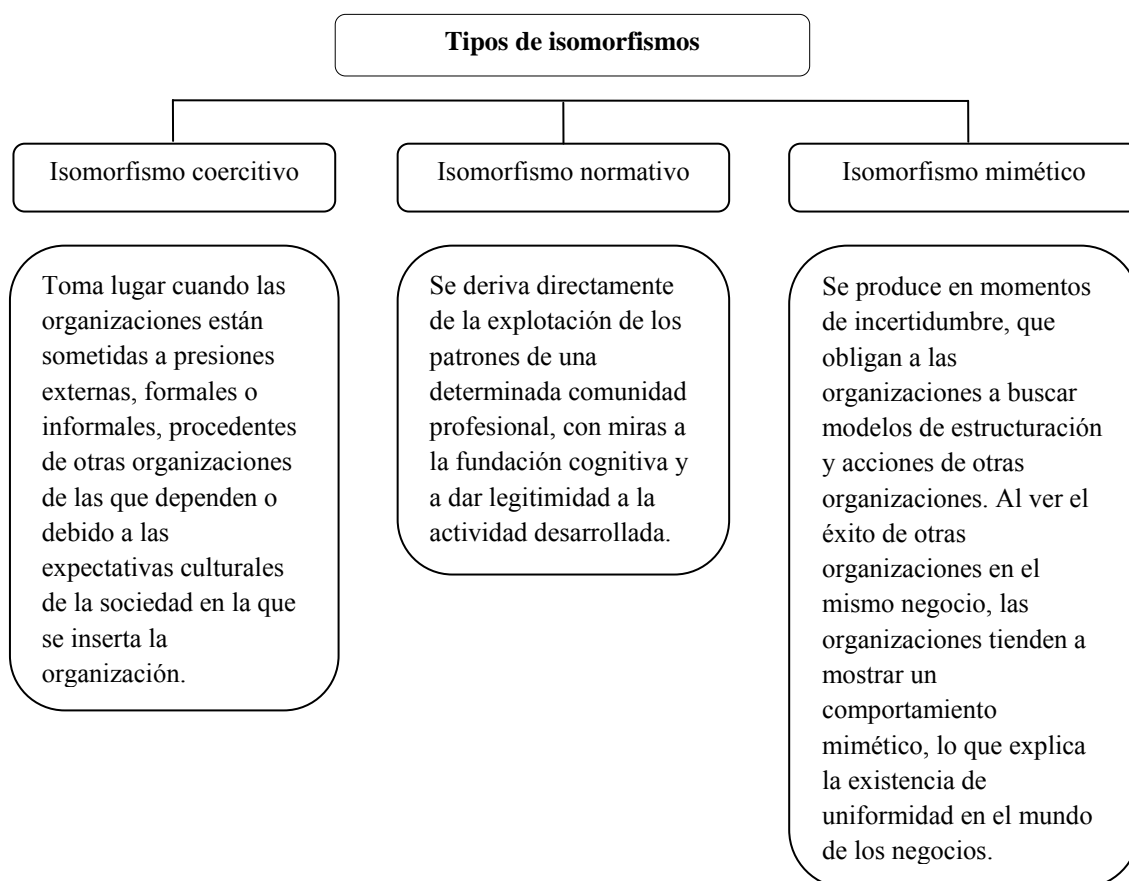 Tipos de isomorfismos
Isomorfismo coercitivo
Isomorfismo normativo
Isomorfismo mimético
Toma lugar cuando las
organizaciones están
sometidas a presiones
externas, formales o
informales, procedentes
de otras organizaciones
de las que dependen o
debido a las
expectativas culturales
de la sociedad en la que
se inserta la
organización.
Se deriva directamente
de la explotación de los
patrones de una
determinada comunidad
profesional, con miras a
la fundación cognitiva y
a dar legitimidad a la
actividad desarrollada.
Se produce en momentos
de incertidumbre, que
obligan a las
organizaciones a buscar
modelos de estructuración
y acciones de otras
organizaciones. Al ver el
éxito de otras
organizaciones en el
mismo negocio, las
organizaciones tienden a
mostrar un
comportamiento
mimético, lo que explica
la existencia de
uniformidad en el mundo
de los negocios.